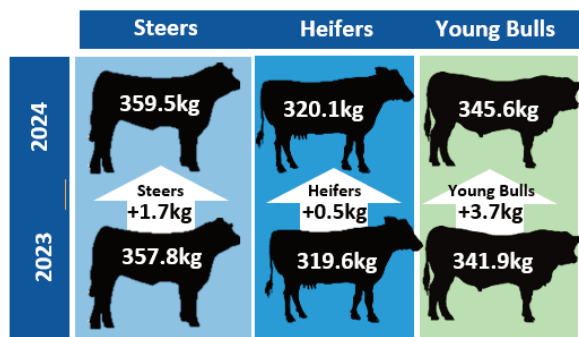 Steers Heifers Young Bulls
2024
359.5kg 320.1kg 345.6kg
Steers Heifers Young Bulls
+1.7kg +0.5kg +3.7kg
2023
357.8kg 319.6kg 341.9kg